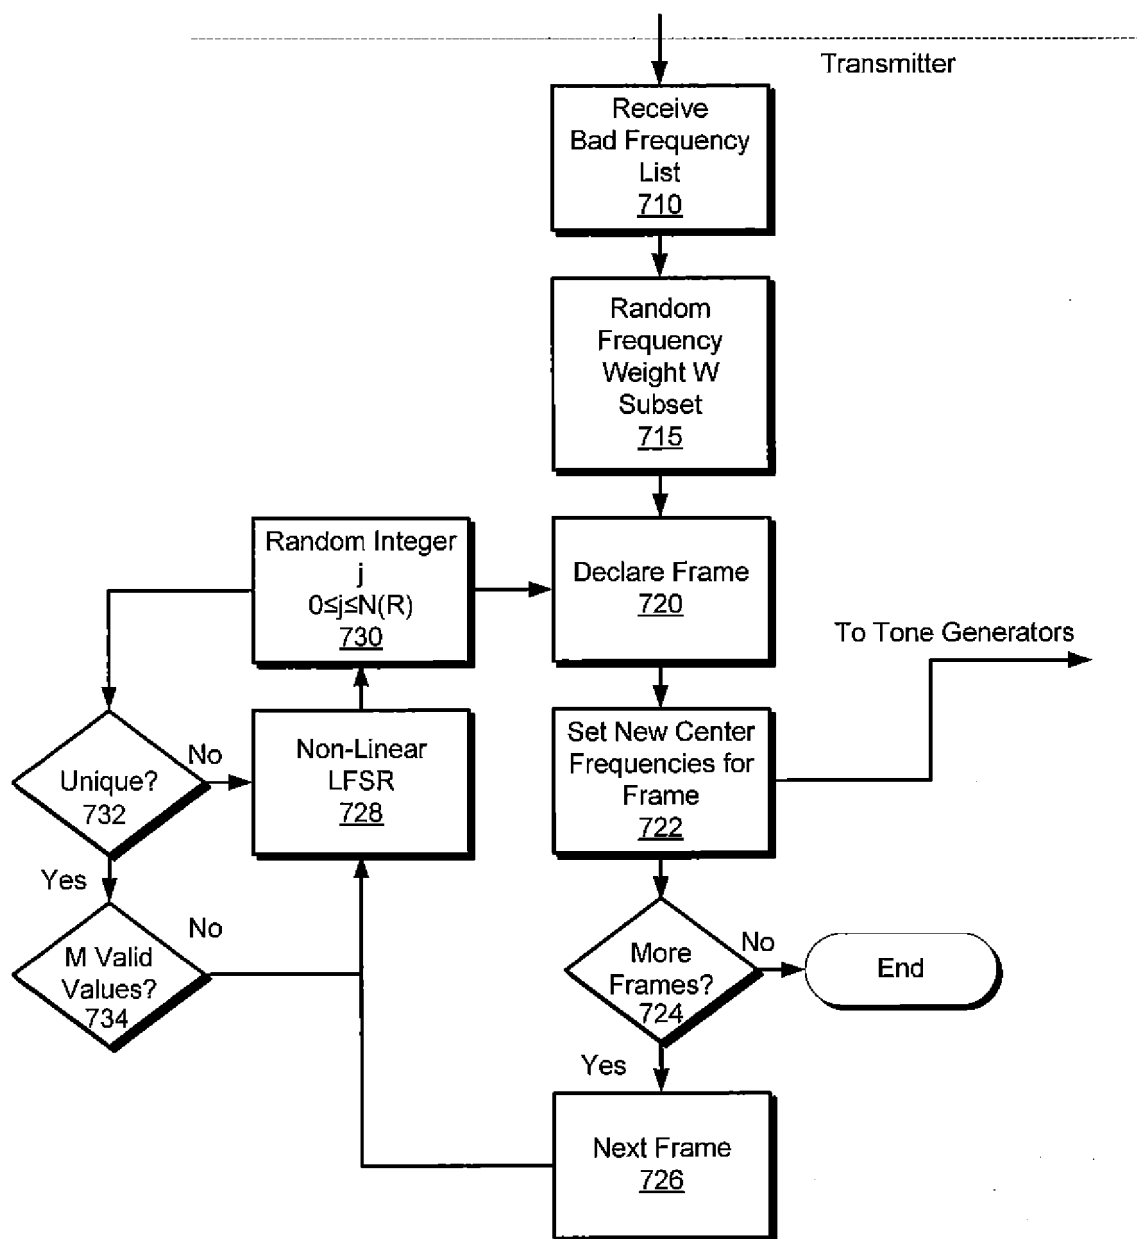 Transmitter
Receive
Bad Frequency
List
710
Random
Frequency
Weight W
Subset
715
Random Integer
j
0≤j≤N(R)
730
Declare Frame
720
To Tone Generators
Unique?
732
No
Non-Linear
LFSR
728
Set New Center
Frequencies for
Frame
722
Yes
M Valid
Values?
734
No
More
Frames?
724
No
End
Yes
Next Frame
726